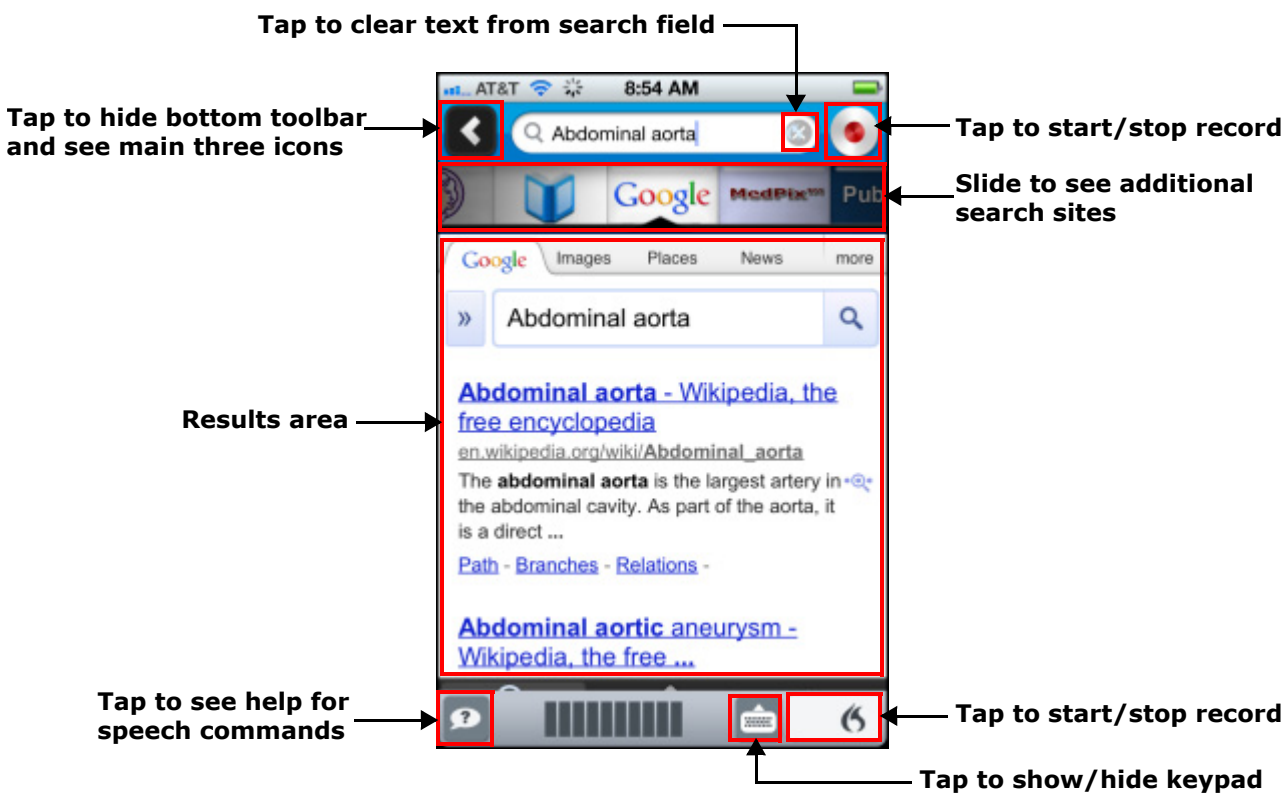 Tap to clear text from search field
AT&T 8:54 AM
Tap to hide bottom toolbar
and see main three icons
Abdominal aorta
Tap to start/stop record
Google MedPix™ Pub
Slide to see additional
search sites
Google Images Places News more
» Abdominal aorta
Results area
Abdominal aorta - Wikipedia, the
free encyclopedia
en.wikipedia.org/wiki/Abdominal_aorta
The abdominal aorta is the largest artery in
the abdominal cavity. As part of the aorta, it
is a direct ...
Path - Branches - Relations -
Abdominal aortic aneurysm -
Wikipedia, the free ...
Tap to see help for
speech commands
?
Tap to start/stop record
Tap to show/hide keypad